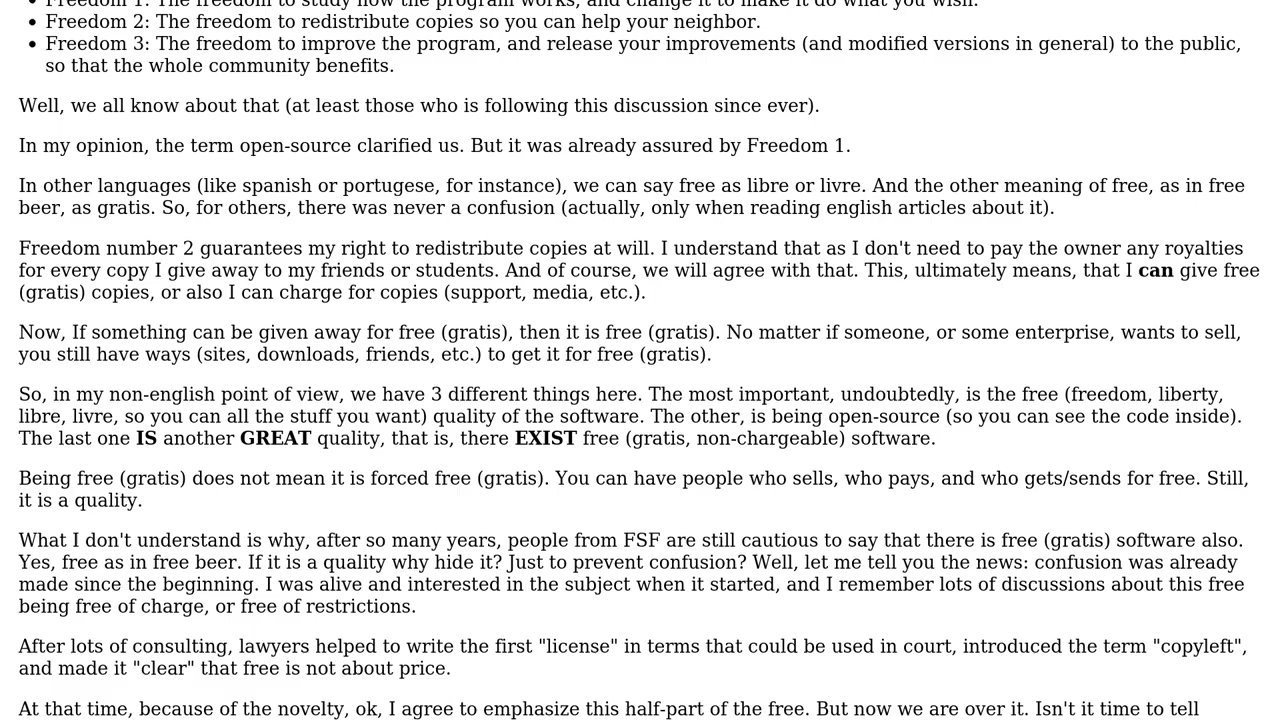 Freedom 1: The freedom to study how the program works, and change it to make it do what you wish.
Freedom 2: The freedom to redistribute copies so you can help your neighbor.
Freedom 3: The freedom to improve the program, and release your improvements (and modified versions in general) to the public,
so that the whole community benefits.
Well, we all know about that (at least those who is following this discussion since ever).
In my opinion, the term open-source clarified us. But it was already assured by Freedom 1.
In other languages (like spanish or portugese, for instance), we can say free as libre or livre. And the other meaning of free, as in free
beer, as gratis. So, for others, there was never a confusion (actually, only when reading english articles about it).
Freedom number 2 guarantees my right to redistribute copies at will. I understand that as I don't need to pay the owner any royalties
for every copy I give away to my friends or students. And of course, we will agree with that. This, ultimately means, that I can give free
(gratis) copies, or also I can charge for copies (support, media, etc.).
Now, If something can be given away for free (gratis), then it is free (gratis). No matter if someone, or some enterprise, wants to sell,
you still have ways (sites, downloads, friends, etc.) to get it for free (gratis).
So, in my non-english point of view, we have 3 different things here. The most important, undoubtedly, is the free (freedom, liberty,
libre, livre, so you can all the stuff you want) quality of the software. The other, is being open-source (so you can see the code inside).
The last one IS another GREAT quality, that is, there EXIST free (gratis, non-chargeable) software.
Being free (gratis) does not mean it is forced free (gratis). You can have people who sells, who pays, and who gets/sends for free. Still,
it is a quality.
What I don't understand is why, after so many years, people from FSF are still cautious to say that there is free (gratis) software also.
Yes, free as in free beer. If it is a quality why hide it? Just to prevent confusion? Well, let me tell you the news: confusion was already
made since the beginning. I was alive and interested in the subject when it started, and I remember lots of discussions about this free
being free of charge, or free of restrictions.
After lots of consulting, lawyers helped to write the first "license" in terms that could be used in court, introduced the term "copyleft",
and made it "clear" that free is not about price.
At that time, because of the novelty, ok, I agree to emphasize this half-part of the free. But now we are over it. Isn't it time to tell